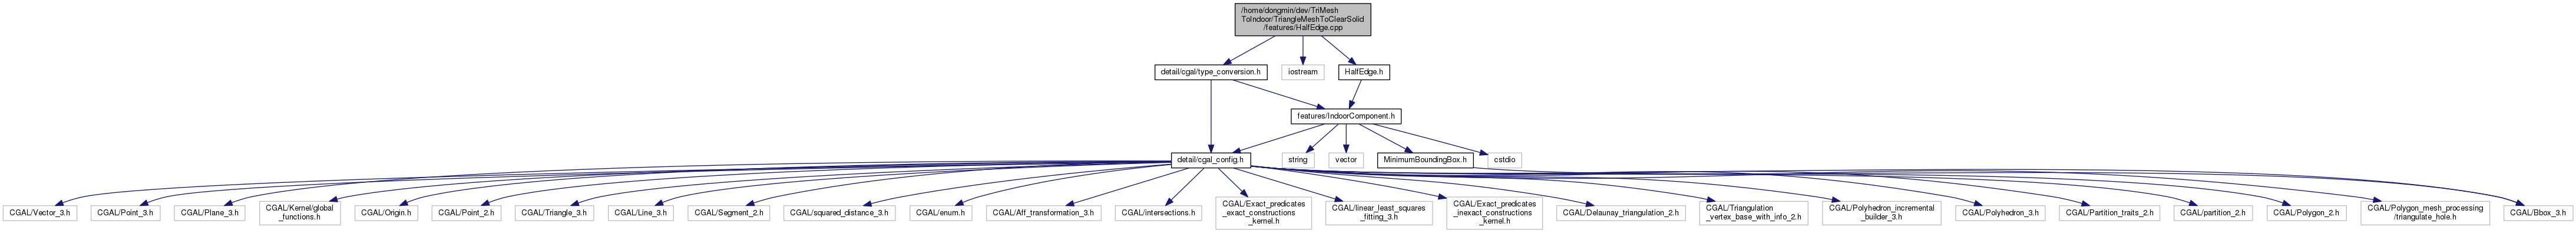 /home/dongmin/dev/TriMesh
ToIndoor/TriangleMeshToClearSolid
/features/HalfEdge.cpp
detail/cgal/type_conversion.h
iostream
HalfEdge.h
features/IndoorComponent.h
detail/cgal_config.h
string
vector
MinimumBoundingBox.h
cstdio
CGAL/Vector_3.h
CGAL/Point_3.h
CGAL/Plane_3.h
CGAL/Kernel/global
_functions.h
CGAL/Origin.h
CGAL/Point_2.h
CGAL/Triangle_3.h
CGAL/Line_3.h
CGAL/Segment_2.h
CGAL/squared_distance_3.h
CGAL/enum.h
CGAL/Aff_transformation_3.h
CGAL/intersections.h
CGAL/Exact_predicates
_exact_constructions
_kernel.h
CGAL/linear_least_squares
_fitting_3.h
CGAL/Exact_predicates
_inexact_constructions
_kernel.h
CGAL/Delaunay_triangulation_2.h
CGAL/Triangulation
_vertex_base_with_info_2.h
CGAL/Polyhedron_incremental
_builder_3.h
CGAL/Polyhedron_3.h
CGAL/Partition_traits_2.h
CGAL/partition_2.h
CGAL/Polygon_2.h
CGAL/Polygon_mesh_processing
/triangulate_hole.h
CGAL/Bbox_3.h